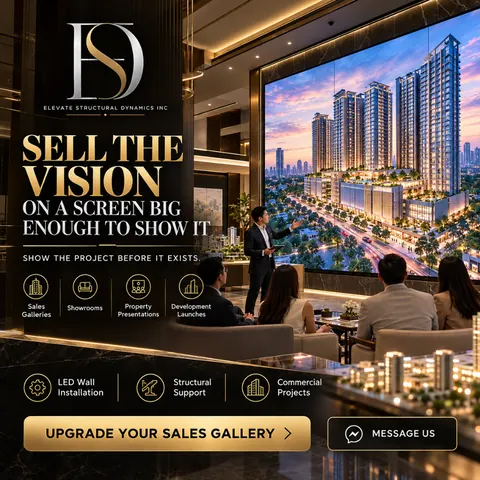 ESD
ELEVATE STRUCTURAL DYNAMICS INC
SELL THE
VISION
ON A SCREEN BIG
ENOUGH TO SHOW IT
SHOW THE PROJECT BEFORE IT EXISTS.
Sales
Galleries
Showrooms
Property
Presentations
Development
Launches
LED Wall
Installation
Structural
Support
Commercial
Projects
UPGRADE YOUR SALES GALLERY >
MESSAGE US